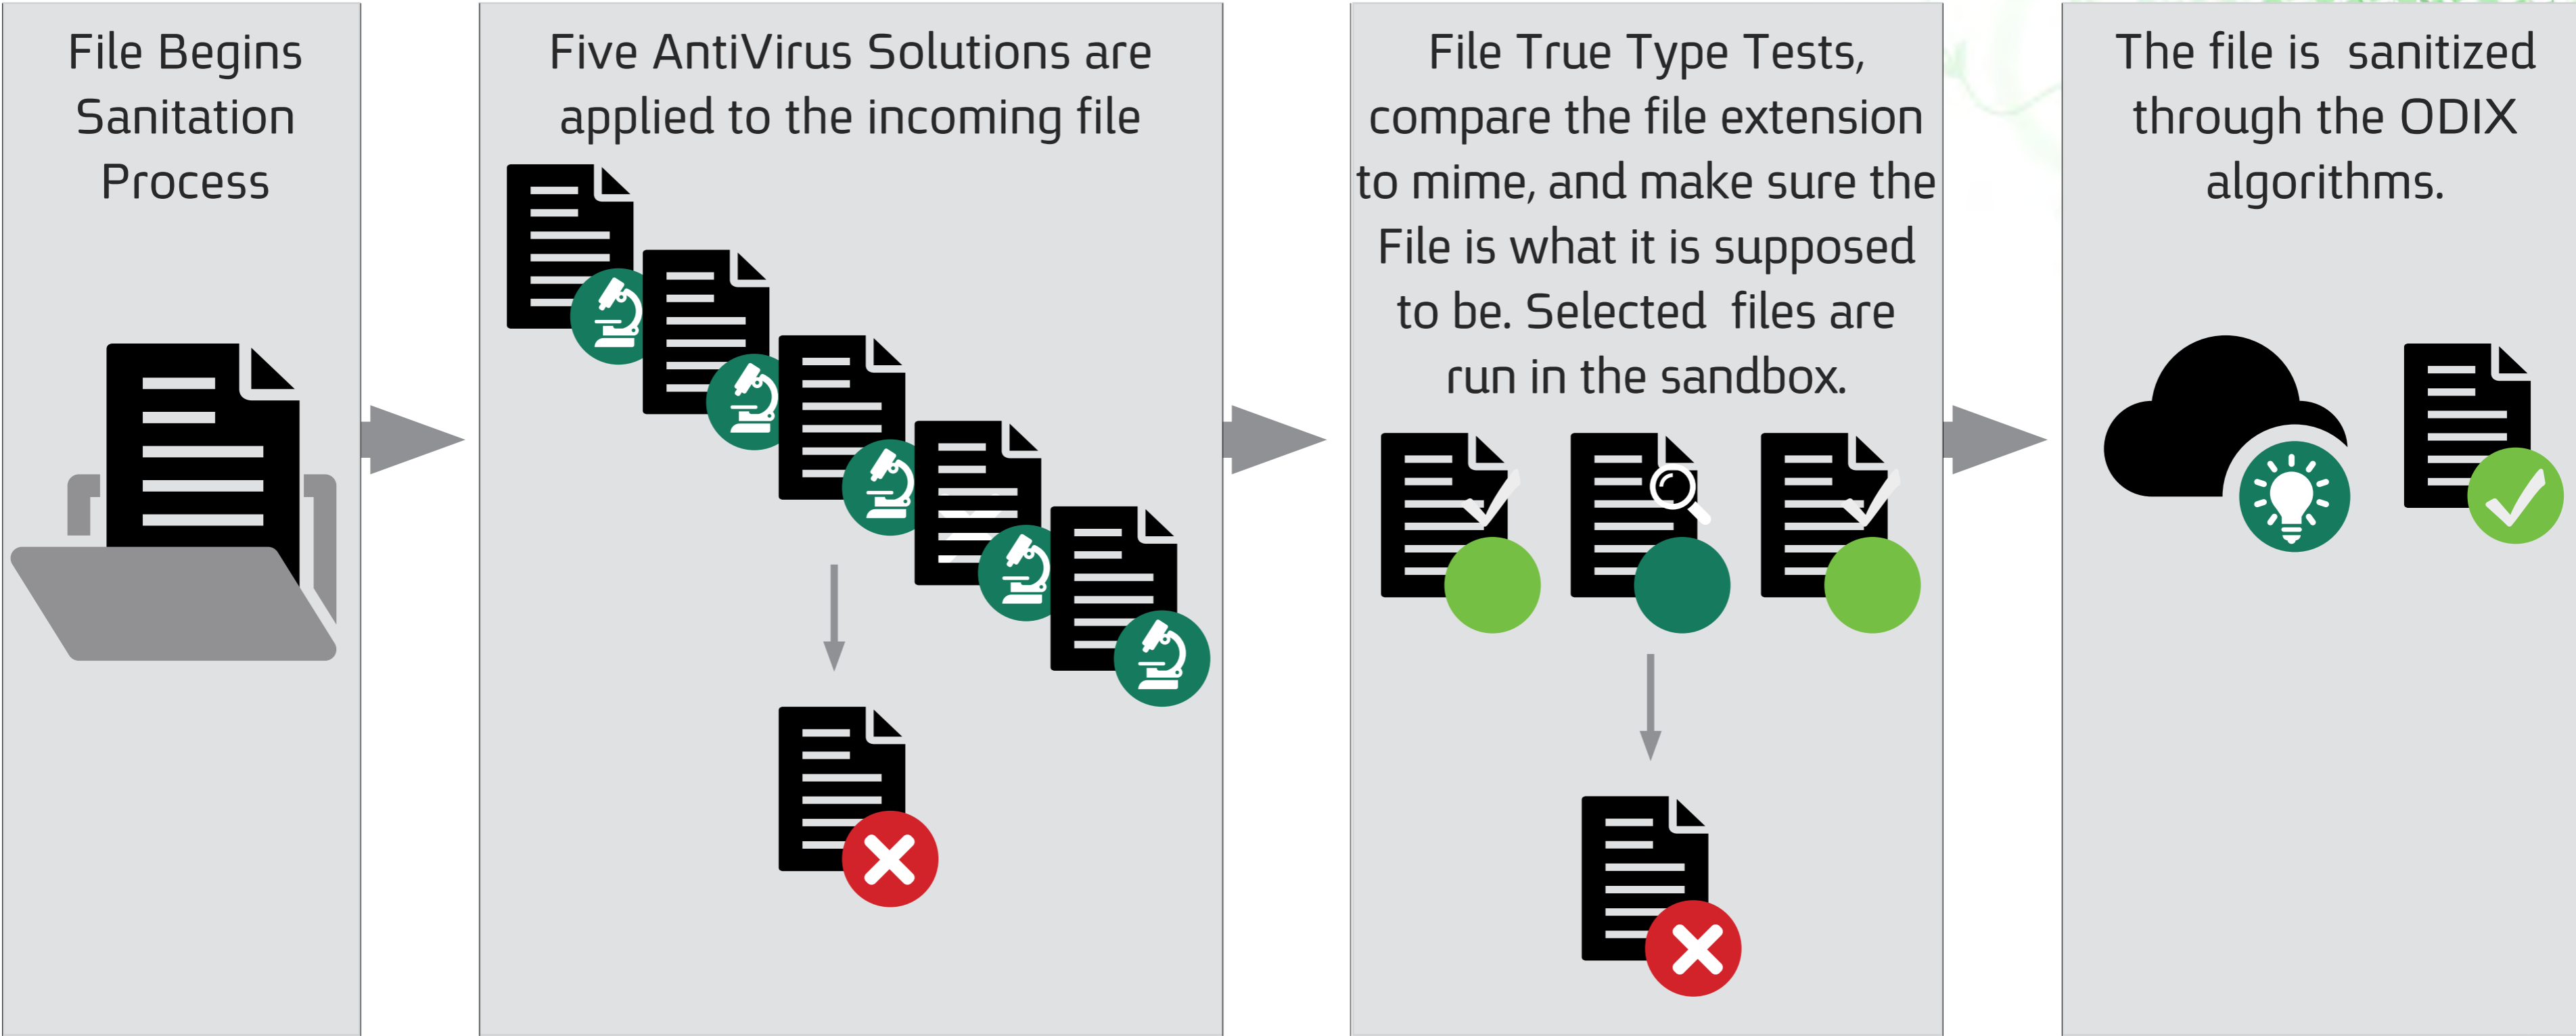 File Begins
Sanitation
Process
Five AntiVirus Solutions are
applied to the incoming file
File True Type Tests,
compare the file extension
to mime, and make sure the
File is what it is supposed
to be. Selected files are
run in the sandbox.
The file is sanitized
through the ODIX
algorithms.